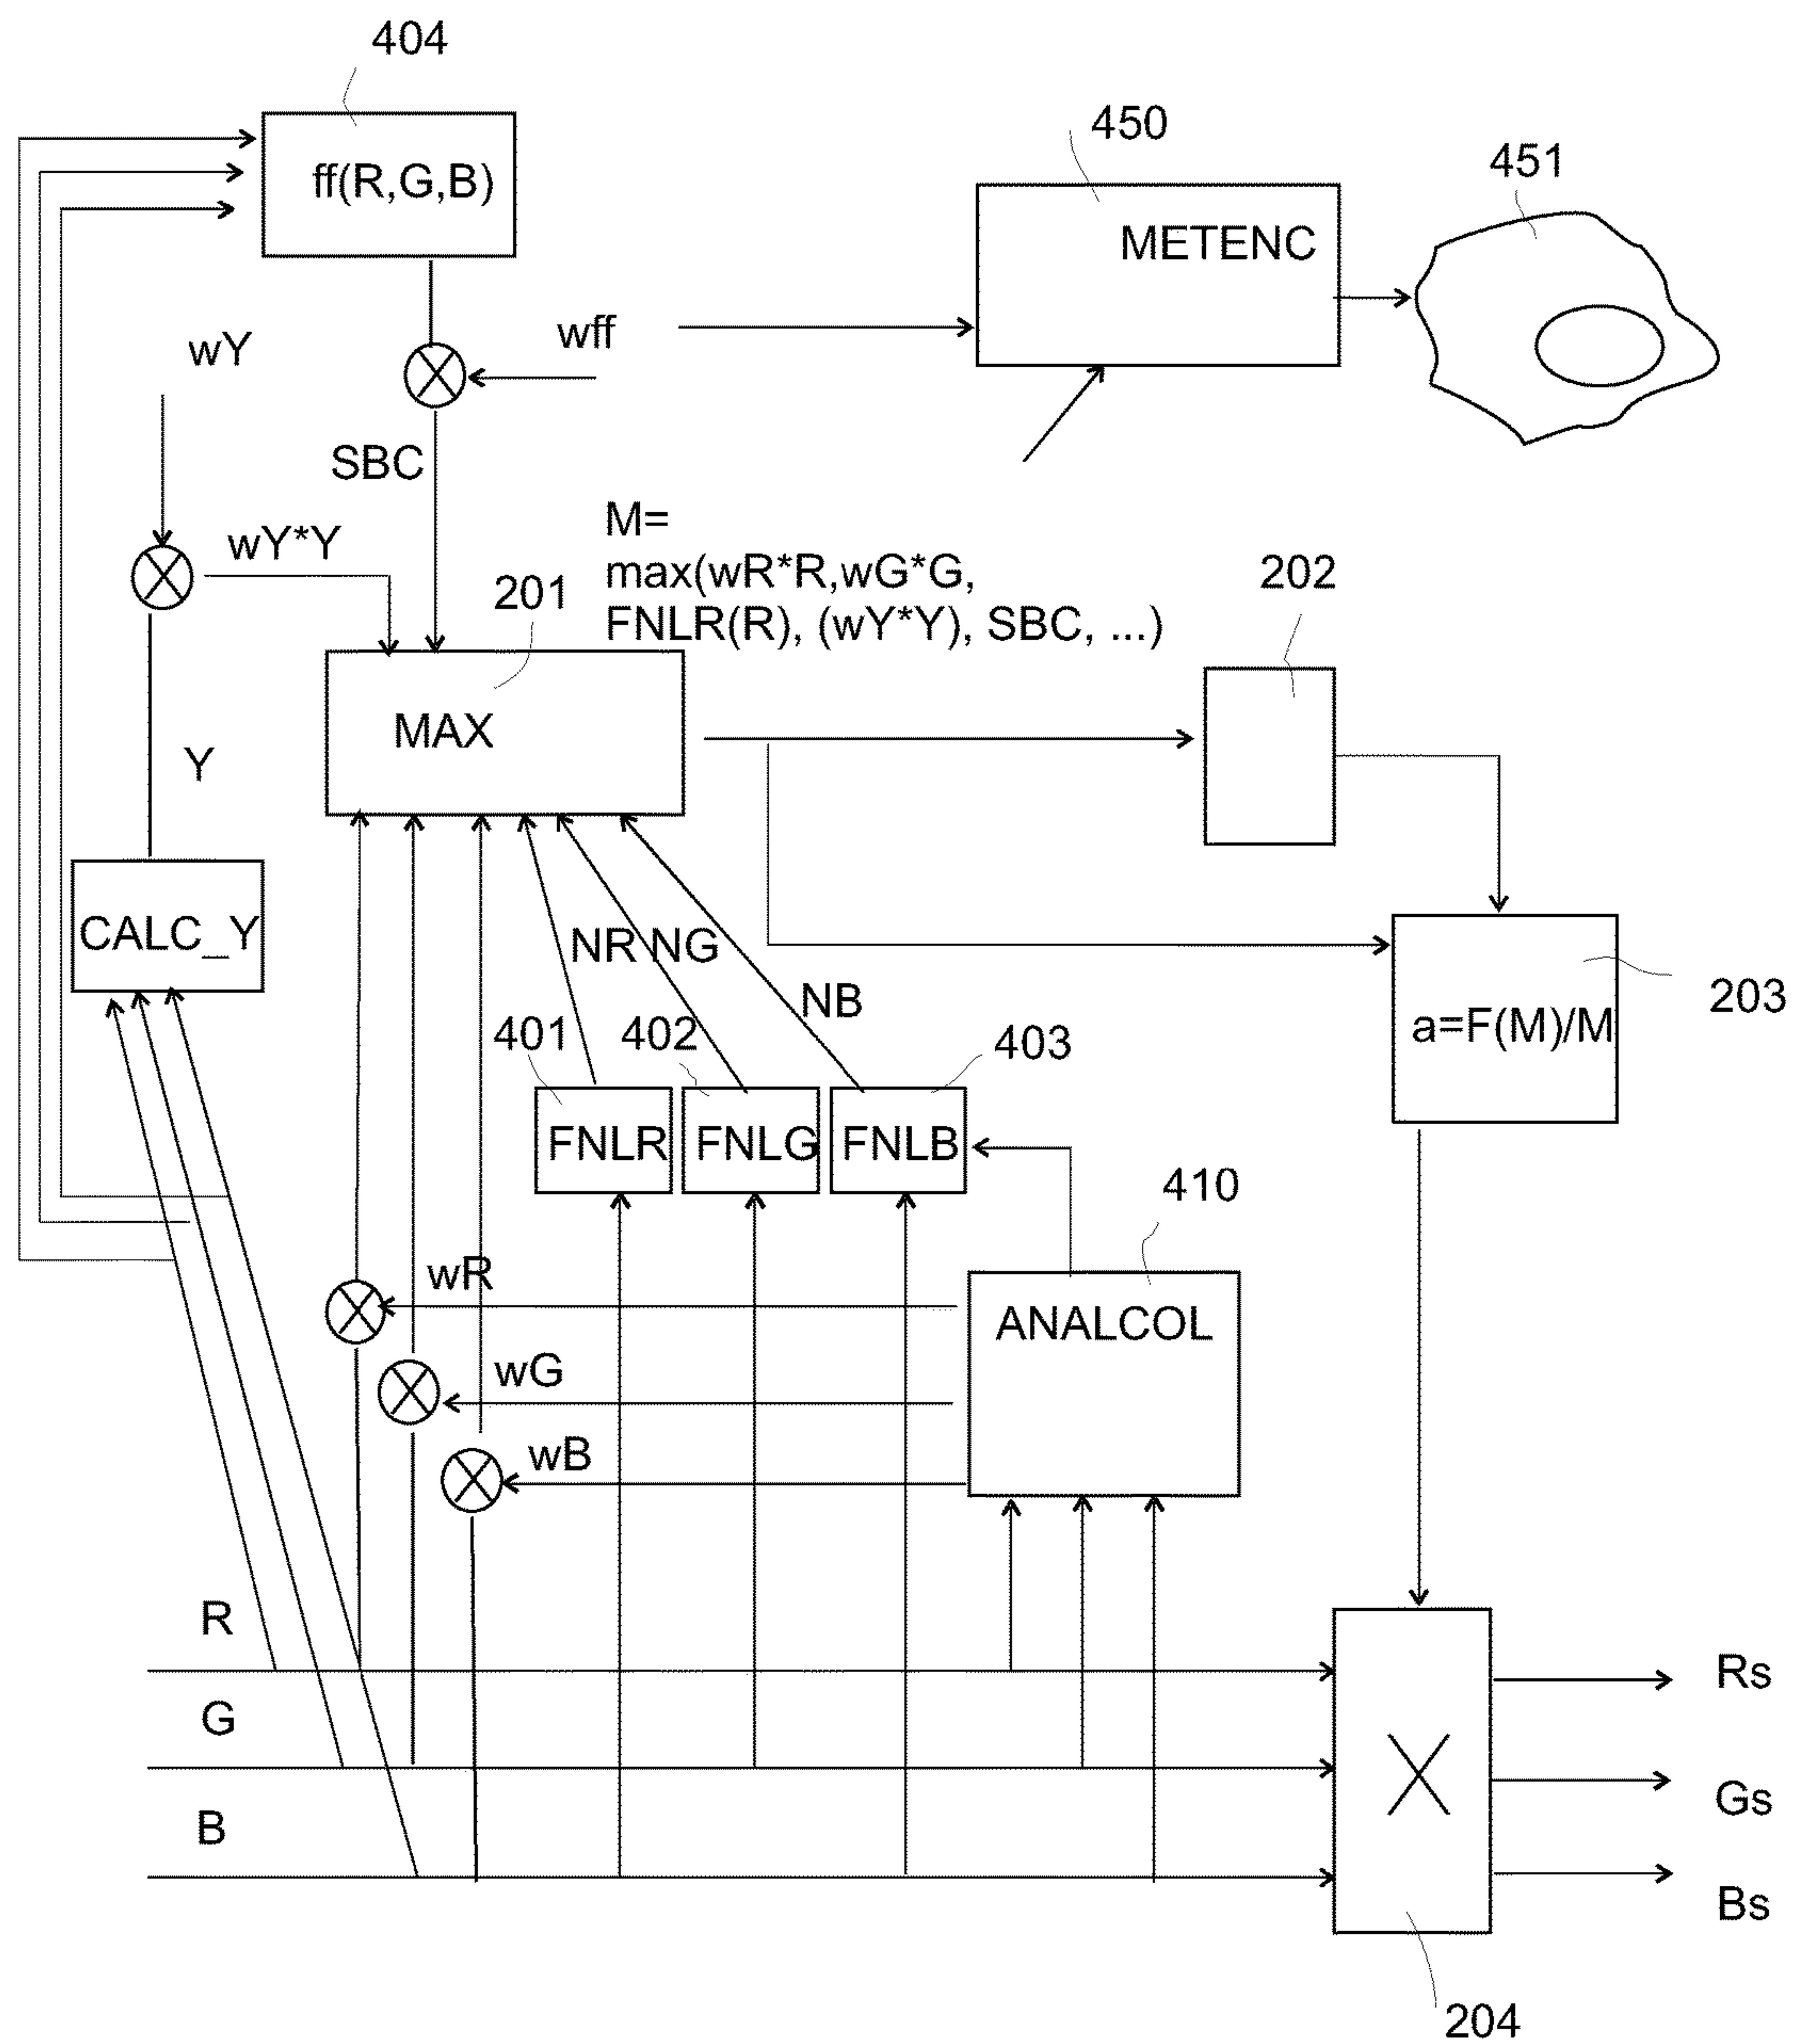 404
ff(R,G,B)
450
METENC
451
wY
wff
SBC
wY*Y
M=
max(wR*R,wG*G,
FNLR(R), (wY*Y), SBC, ...)
201
202
MAX
Y
CALC_Y
NR NG
NB
203
a=F(M)/M
401
402
403
FNLR
FNLG
FNLB
410
ANALCOL
wR
wG
wB
R
G
B
Rs
Gs
Bs
204